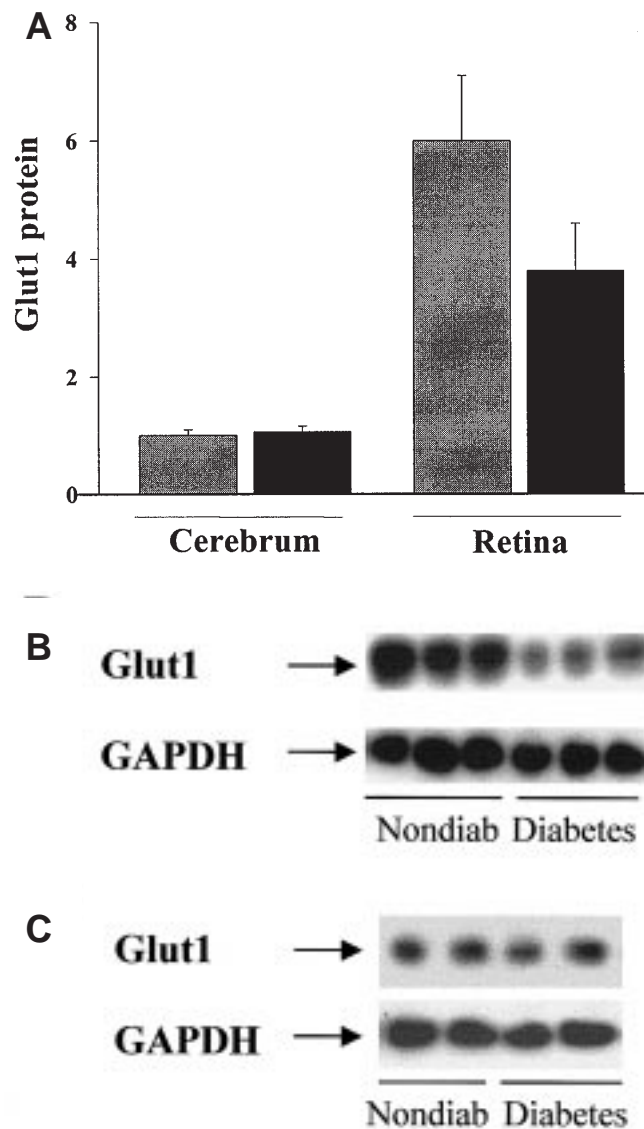 A
8
6
4
2
0
Glut1 protein
Cerebrum
Retina
B
Glut1
GAPDH
Nondiab Diabetes
C
Glut1
GAPDH
Nondiab Diabetes